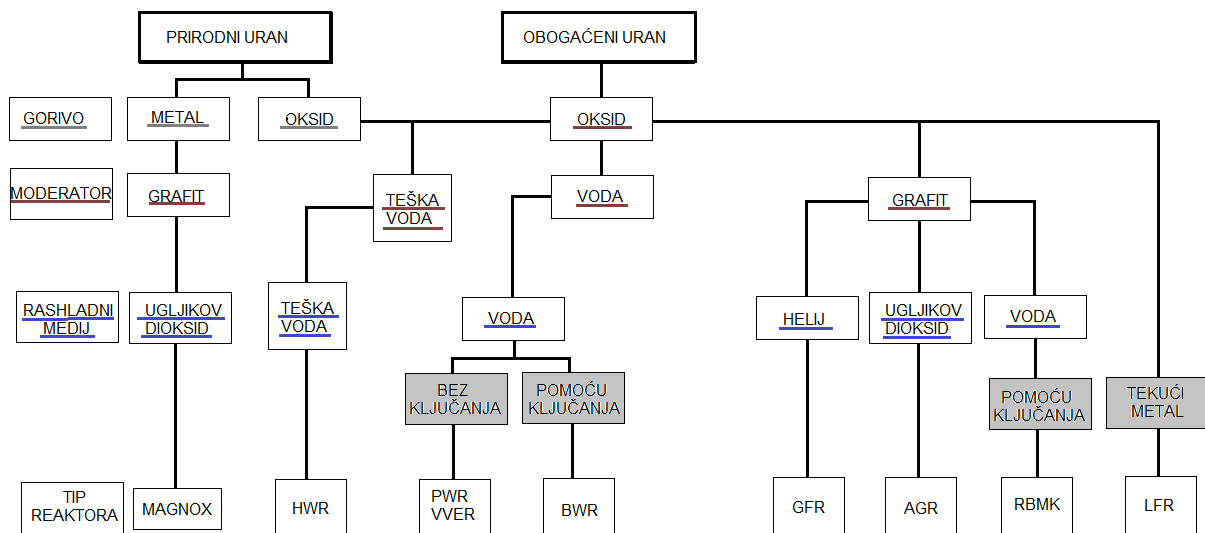 PRIRODNI URAN
OBOGAĆENI URAN
GORIVO
METAL
OKSID
OKSID
MODERATOR
GRAFIT
TEŠKA
VODA
VODA
GRAFIT
RASHLADNI
MEDIJ
UGLJIKOV
DIOKSID
TEŠKA
VODA
VODA
HELIJ
UGLJIKOV
DIOKSID
VODA
BEZ
KLJUČANJA
POMOĆU
KLJUČANJA
POMOĆU
KLJUČANJA
TEKUĆI
METAL
TIP
REAKTORA
MAGNOX
HWR
PWR
VVER
BWR
GFR
AGR
RBMK
LFR